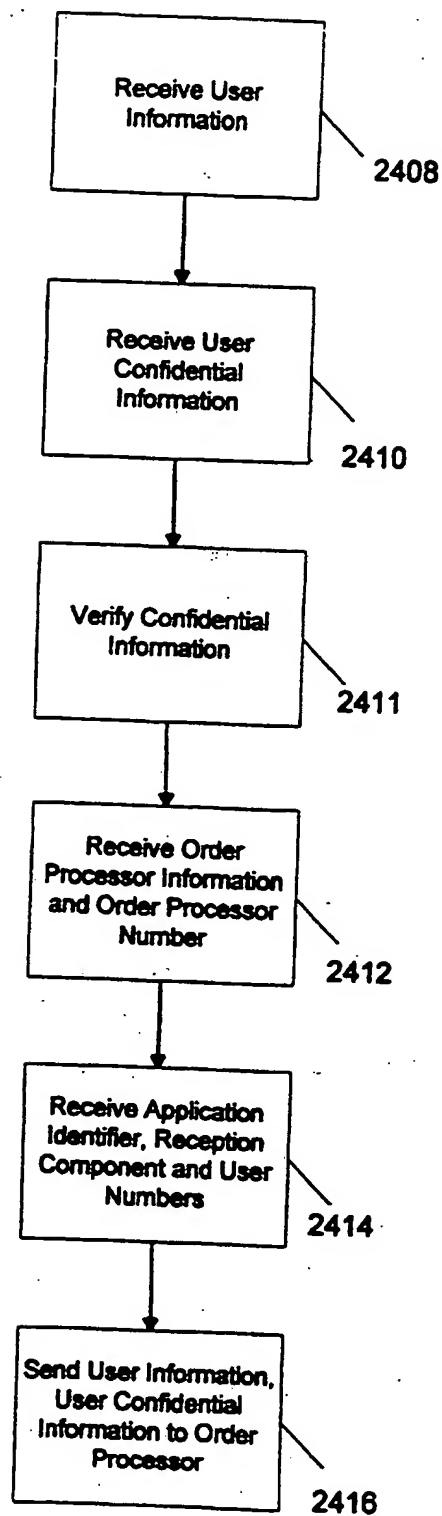 Receive User
Information
2408
Receive User
Confidential
Information
2410
Verify Confidential
Information
2411
Receive Order
Processor Information
and Order Processor
Number
2412
Receive Application
Identifier, Reception
Component and User
Numbers
2414
Send User Information,
User Confidential
Information to Order
Processor
2416